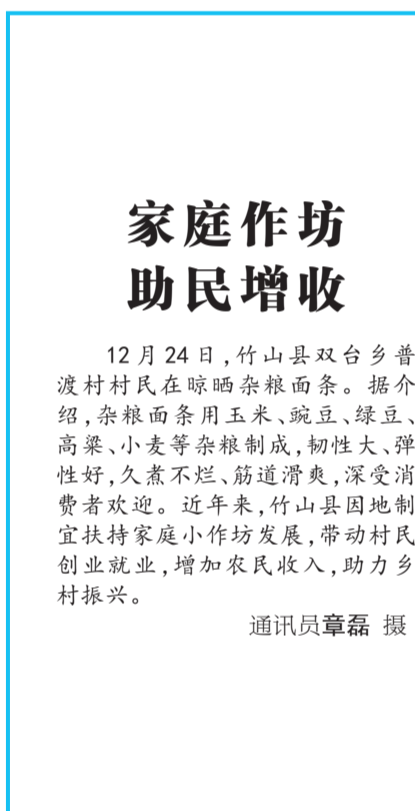 家庭作坊
助民增收
12月24日，竹山县双台乡普
渡村村民在晾晒杂粮面条。据介
绍，杂粮面条用玉米、豌豆、绿豆、
高粱、小麦等杂粮制成，韧性大、弹
性好，久煮不烂、筋道滑爽，深受消
费者欢迎。近年来，竹山县因地制
宜扶持家庭小作坊发展，带动村民
创业就业，增加农民收入，助力乡
村振兴。
通讯员章磊 摄